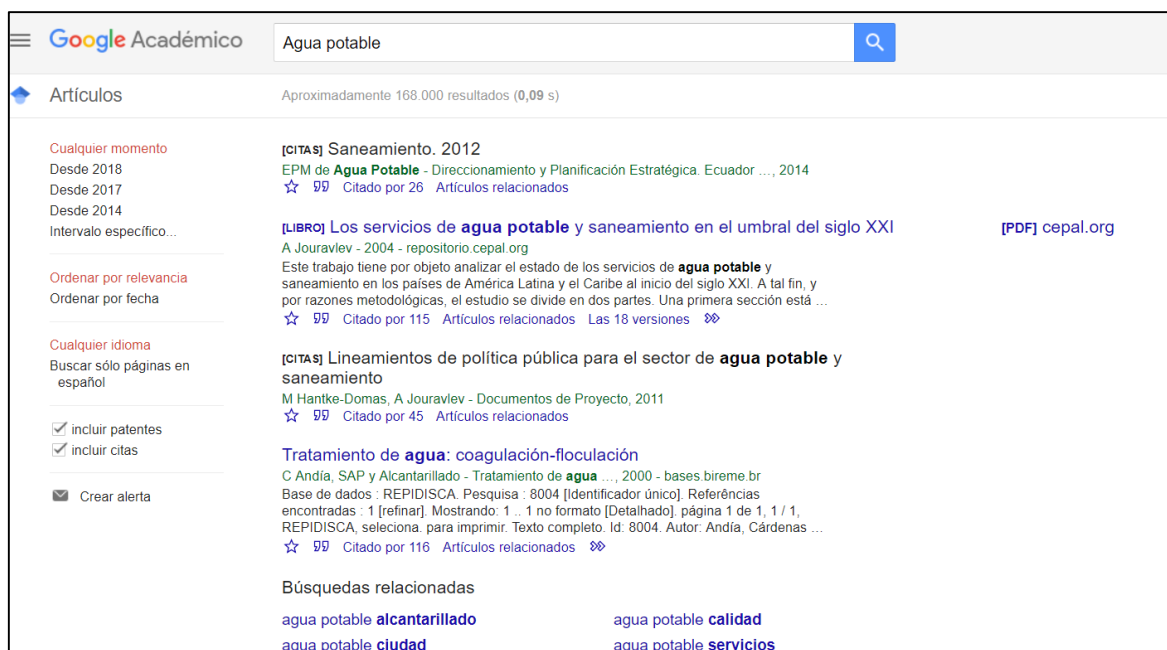 Google Académico
Agua potable
Artículos
Aproximadamente 168.000 resultados (0,09 s)
Cualquier momento
Desde 2018
Desde 2017
Desde 2014
Intervalo específico...
Ordenar por relevancia
Ordenar por fecha
Cualquier idioma
Buscar sólo páginas en
español
incluir patentes
incluir citas
Crear alerta
[CITAS] Saneamiento. 2012
EPM de Agua Potable - Direccionamiento y Planificación Estratégica. Ecuador …, 2014
Citado por 26 Artículos relacionados
[LIBRO] Los servicios de agua potable y saneamiento en el umbral del siglo XXI
[PDF] cepal.org
A Jouravlev - 2004 - repositorio.cepal.org
Este trabajo tiene por objeto analizar el estado de los servicios de agua potable y
saneamiento en los países de América Latina y el Caribe al inicio del siglo XXI. A tal fin, y
por razones metodológicas, el estudio se divide en dos partes. Una primera sección está …
Citado por 115 Artículos relacionados Las 18 versiones
[CITAS] Lineamientos de política pública para el sector de agua potable y
saneamiento
M Hantke-Domas, A Jouravlev - Documentos de Proyecto, 2011
Citado por 45 Artículos relacionados
Tratamiento de agua: coagulación-floculación
C Andía, SAP y Alcantarillado - Tratamiento de agua …, 2000 - bases.bireme.br
Base de dados : REPIDISCA. Pesquisa : 8004 [Identificador único]. Referências
encontradas : 1 [refinar]. Mostrando: 1 .. 1 no formato [Detalhado]. página 1 de 1, 1 / 1,
REPIDISCA, seleciona. para imprimir. Texto completo. Id: 8004. Autor: Andía, Cárdenas …
Citado por 116 Artículos relacionados
Búsquedas relacionadas
agua potable alcantarillado
agua potable calidad
agua potable ciudad
agua potable servicios